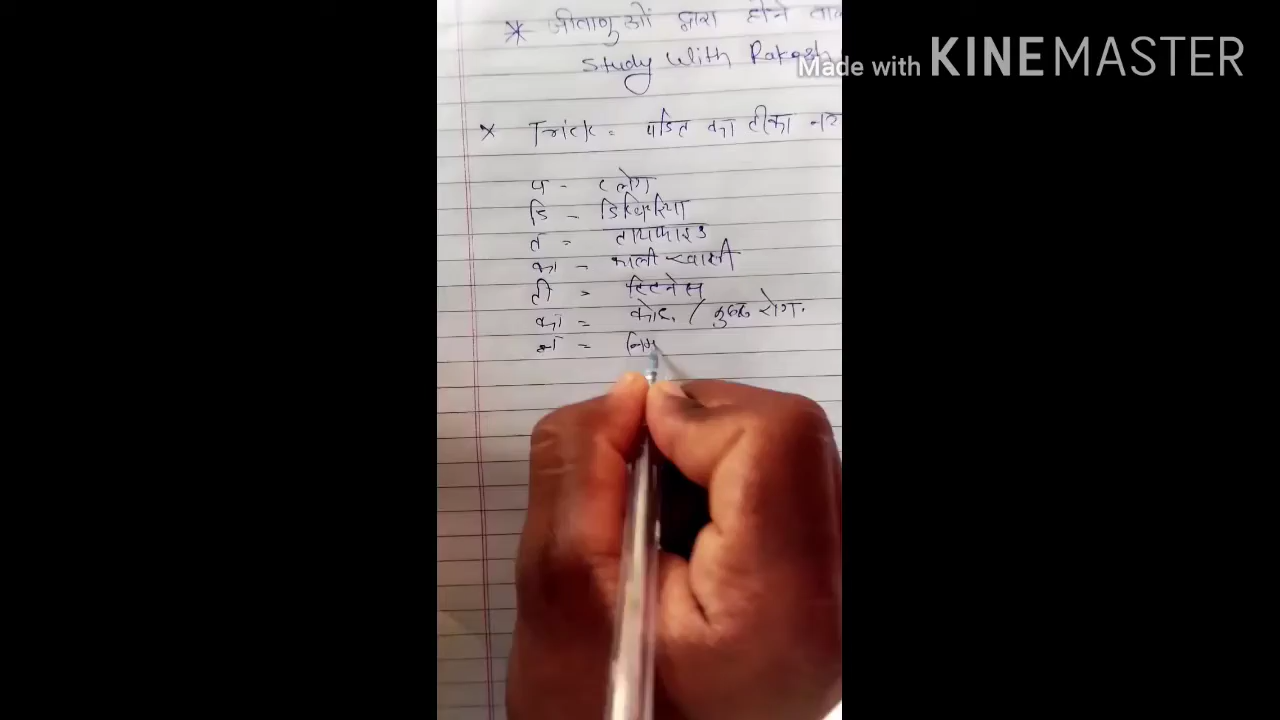 * जीवाणुओं द्वारा होने वाल
Study With Rakesh
Made with KINEMASTER
* Trick = पंडित का टीका न
प - प्लेग
डि - डिप्थिरिया
त = टायफाइड
का - काली खासी
टी = टिटनेस
का = कोढ़ / कुष्ठ रोग.
न = निम